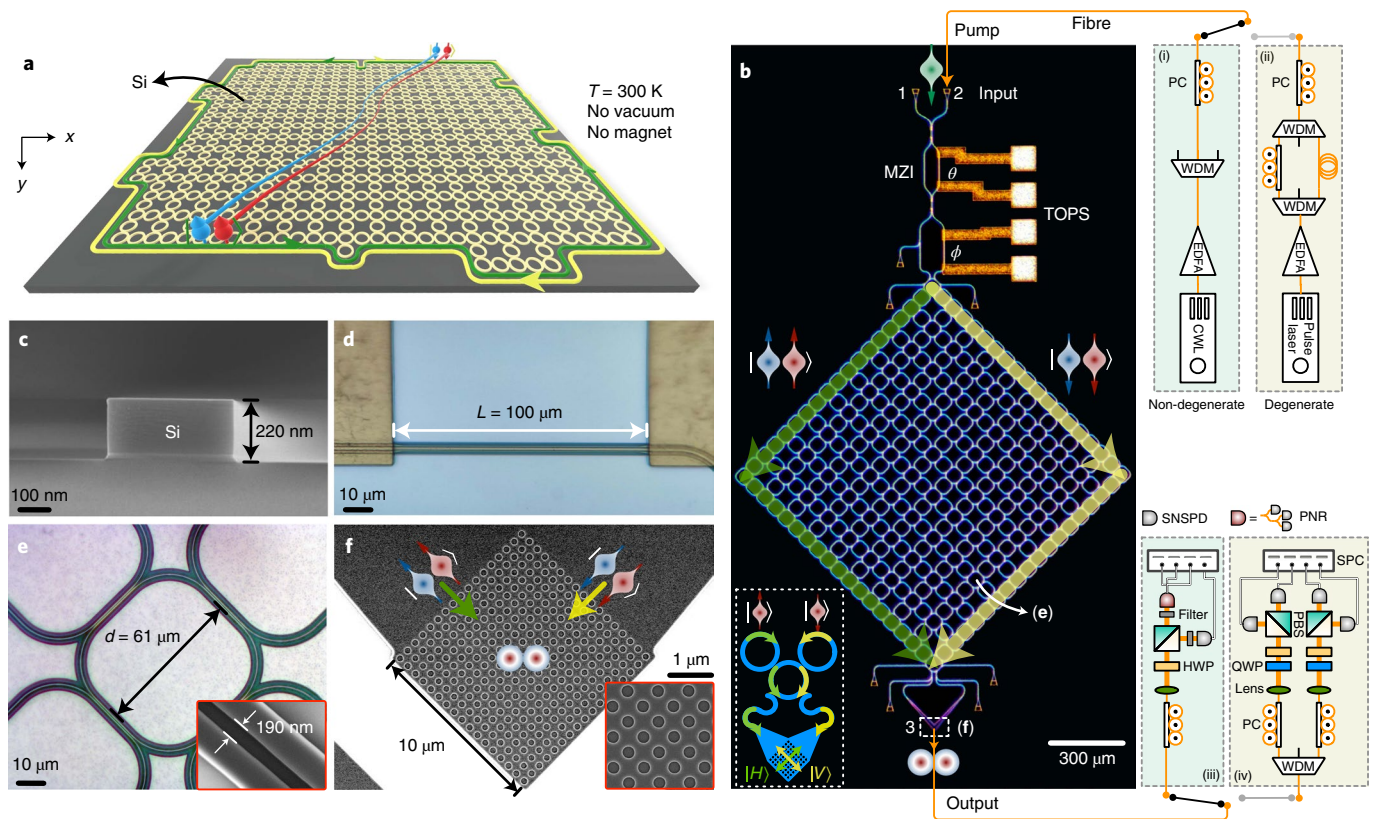 a
Si
x
y
T = 300 K
No vacuum
No magnet
b
Pump
Fibre
1
2
Input
MZI
θ
TOPS
ϕ
| ⟩
| ⟩
(e)
3
(f)
300 μm
Output
| ⟩
| ⟩
|H⟩
|V⟩
(i)
PC
WDM
EDFA
CWL
Non-degenerate
(ii)
PC
WDM
WDM
EDFA
Pulse
laser
Degenerate
SNSPD
= PNR
Filter
HWP
(iii)
SPC
PBS
QWP
Lens
PC
WDM
(iv)
c
Si
220 nm
100 nm
d
L = 100 μm
10 μm
e
d = 61 μm
190 nm
10 μm
f
10 μm
1 μm